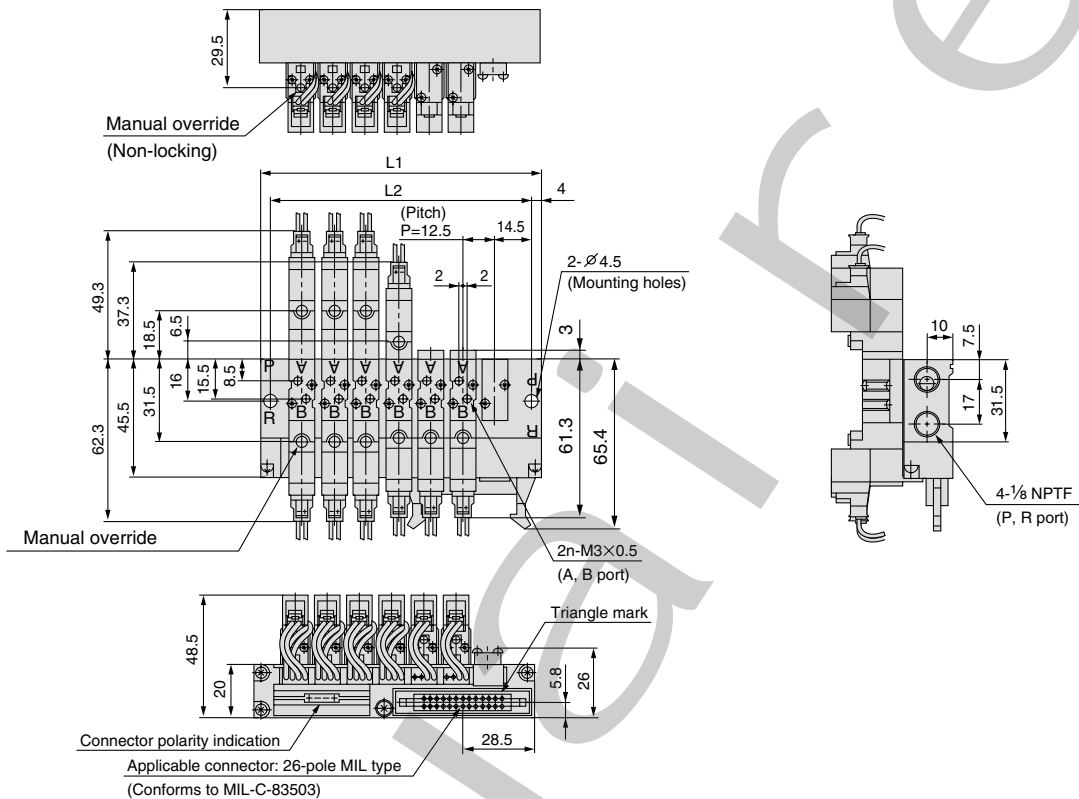 29.5
Manual override
(Non-locking)
L1
L2
4
(Pitch)
P=12.5
14.5
2- Ø 4.5
(Mounting holes)
2
2
49.3
37.3
18.5
6.5
3
10
7.5
P
A
A
A
A
A
A
P
62.3
45.5
31.5
16
15.5
8.5
R
B
B
B
B
B
B
R
61.3
65.4
17
31.5
4-⅛ NPTF
(P, R port)
Manual override
2n-M3×0.5
(A, B port)
Triangle mark
48.5
20
5.8
26
28.5
Connector polarity indication
Applicable connector: 26-pole MIL type
(Conforms to MIL-C-83503)